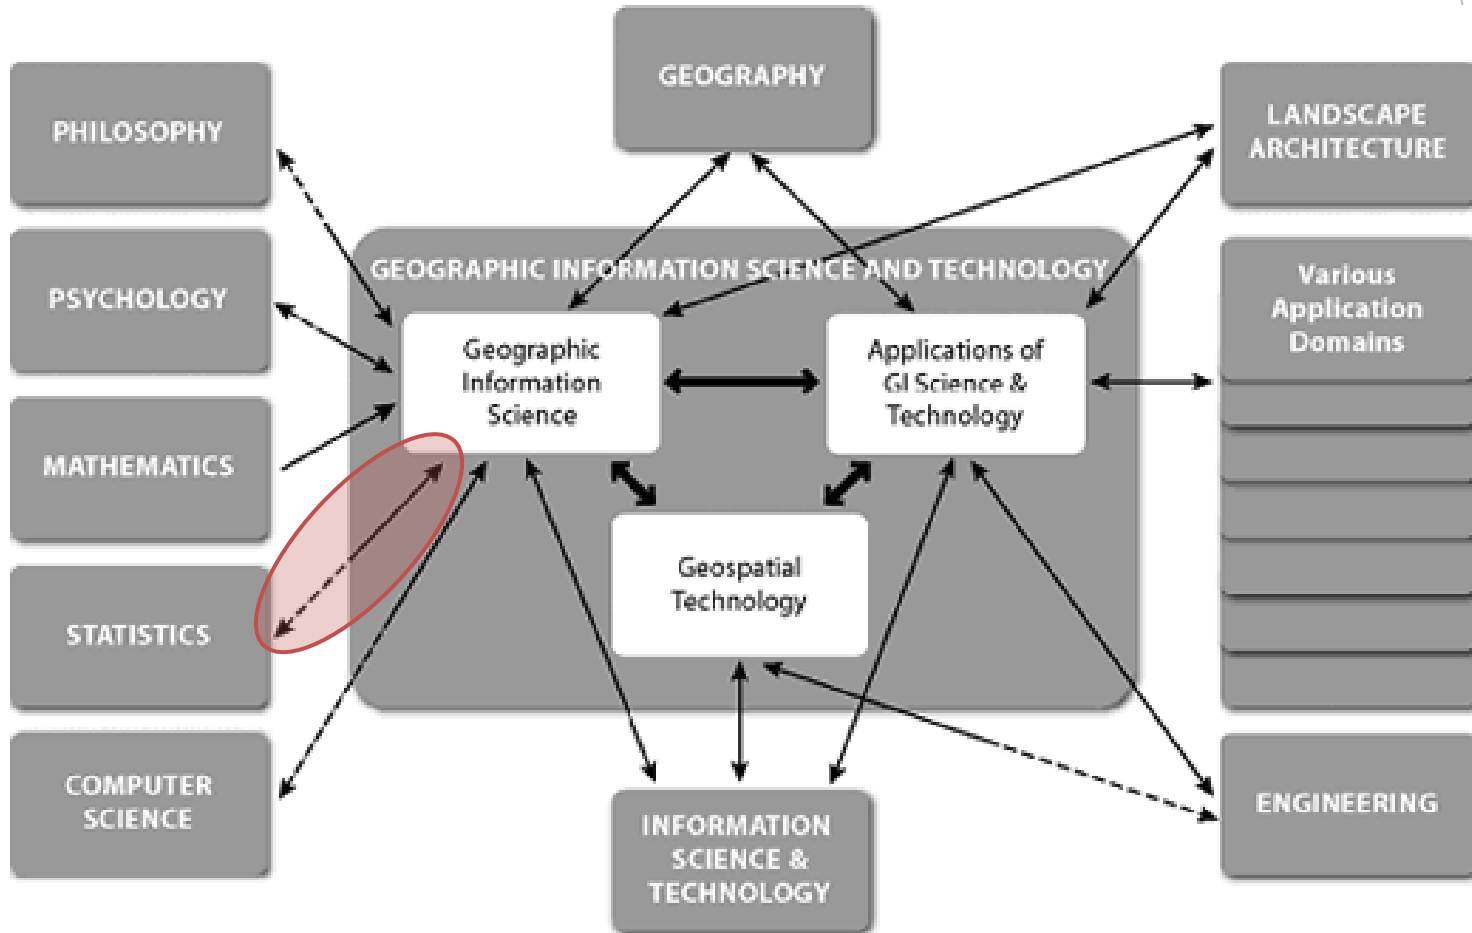 GEOGRAPHY
PHILOSOPHY
LANDSCAPE
ARCHITECTURE
PSYCHOLOGY
GEOGRAPHIC INFORMATION SCIENCE AND TECHNOLOGY
Various
Application
Domains
Geographic
Information
Science
Applications of
GI Science &
Technology
MATHEMATICS
Geospatial
Technology
STATISTICS
COMPUTER
SCIENCE
INFORMATION
SCIENCE &
TECHNOLOGY
ENGINEERING